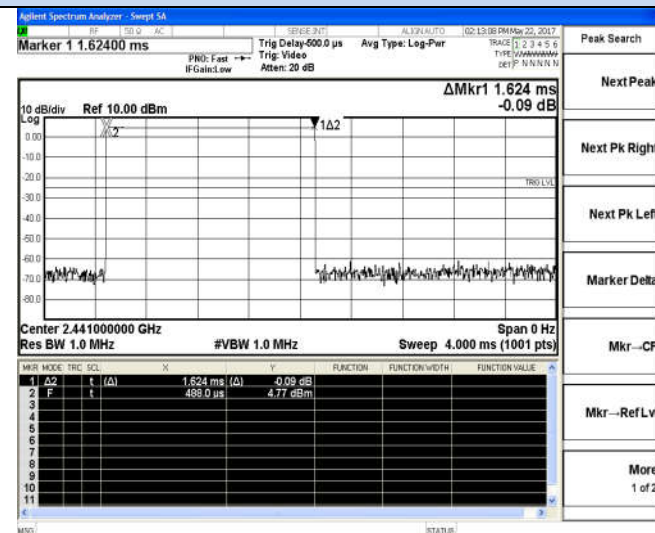 Agilent Spectrum Analyzer - Swept SA
RF 50 Ω AC SENSE:INT ALIGN AUTO 02:13:08 PM May 22, 2017
Marker 1 1.62400 ms
PNO: Fast
IFGain:Low
Trig Delay-500.0 µs
Trig: Video
Atten: 20 dB
Avg Type: Log-Pwr
TRACE 1 2 3 4 5 6
TYPE
DET P N N N N N
Peak Search
Next Peak
Next Pk Right
Next Pk Left
Marker Delta
Mkr→CF
Mkr→Ref Lvl
More
1 of 2
ΔMkr1 1.624 ms
-0.09 dB
10 dB/div Ref 10.00 dBm
Log
0.00
-10.0
-20.0
-30.0
-40.0
-50.0
-60.0
-70.0
-80.0
2
1Δ2
TRIG LVL
Center 2.441000000 GHz Span 0 Hz
Res BW 1.0 MHz #VBW 1.0 MHz Sweep 4.000 ms (1001 pts)
MKR MODE TRC SCL X Y FUNCTION FUNCTION WIDTH FUNCTION VALUE
1 Δ2 t (Δ) 1.624 ms (Δ) -0.09 dB
2 F t 488.0 µs 4.77 dBm
3
4
5
6
7
8
9
10
11
MSG STATUS